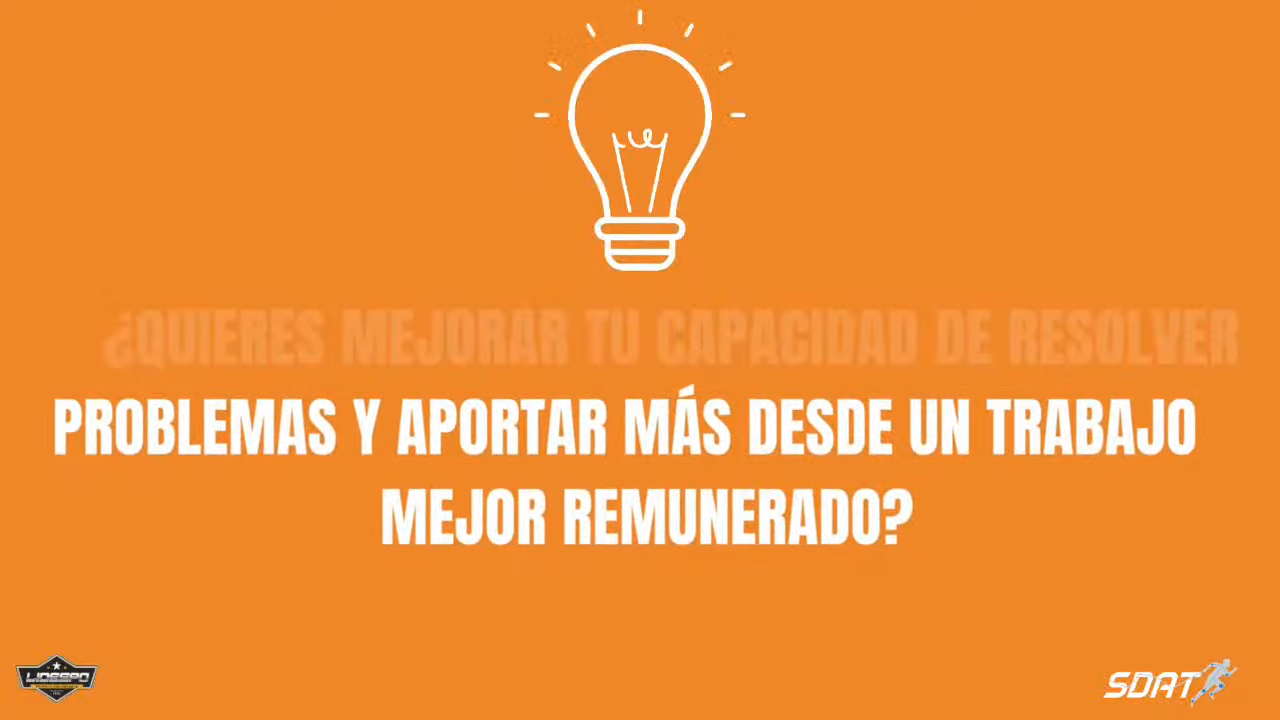 ¿QUIERES MEJORAR TU CAPACIDAD DE RESOLVER
PROBLEMAS Y APORTAR MÁS DESDE UN TRABAJO
MEJOR REMUNERADO?
SDAT